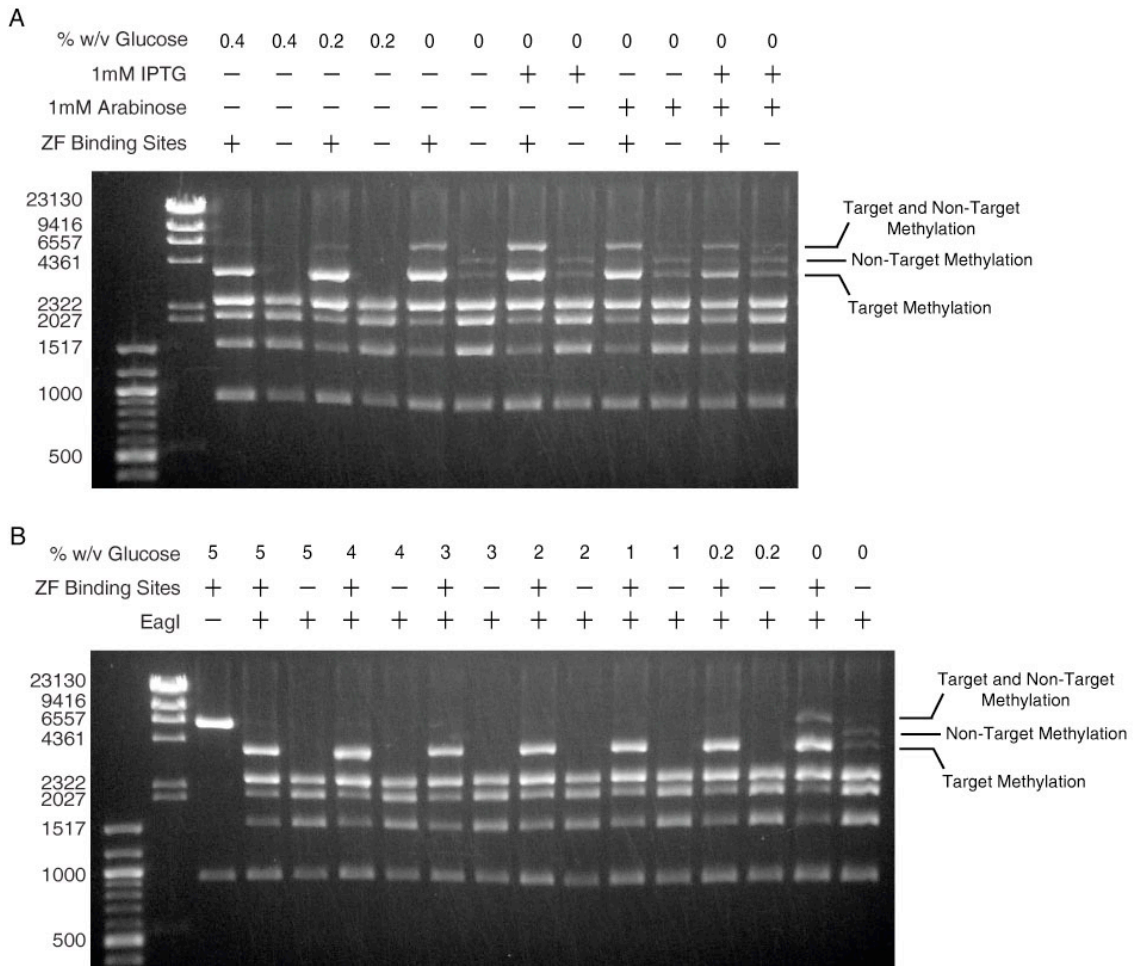 A
% w/v Glucose 0.4 0.4 0.2 0.2 0 0 0 0 0 0 0 0
1mM IPTG − − − − − − + − − − + +
1mM Arabinose − − − − − − − − + + + +
ZF Binding Sites + − + − + − + − + − + −
23130
9416
6557
4361
2322
2027
1517
1000
500
Target and Non-Target
Methylation
Non-Target Methylation
Target Methylation
B
% w/v Glucose 5 5 5 4 4 3 3 2 2 1 1 0.2 0.2 0 0
ZF Binding Sites + + − + − + − + − + − + − + −
EagI − + + + + + + + + + + + + + +
23130
9416
6557
4361
2322
2027
1517
1000
500
Target and Non-Target
Methylation
Non-Target Methylation
Target Methylation